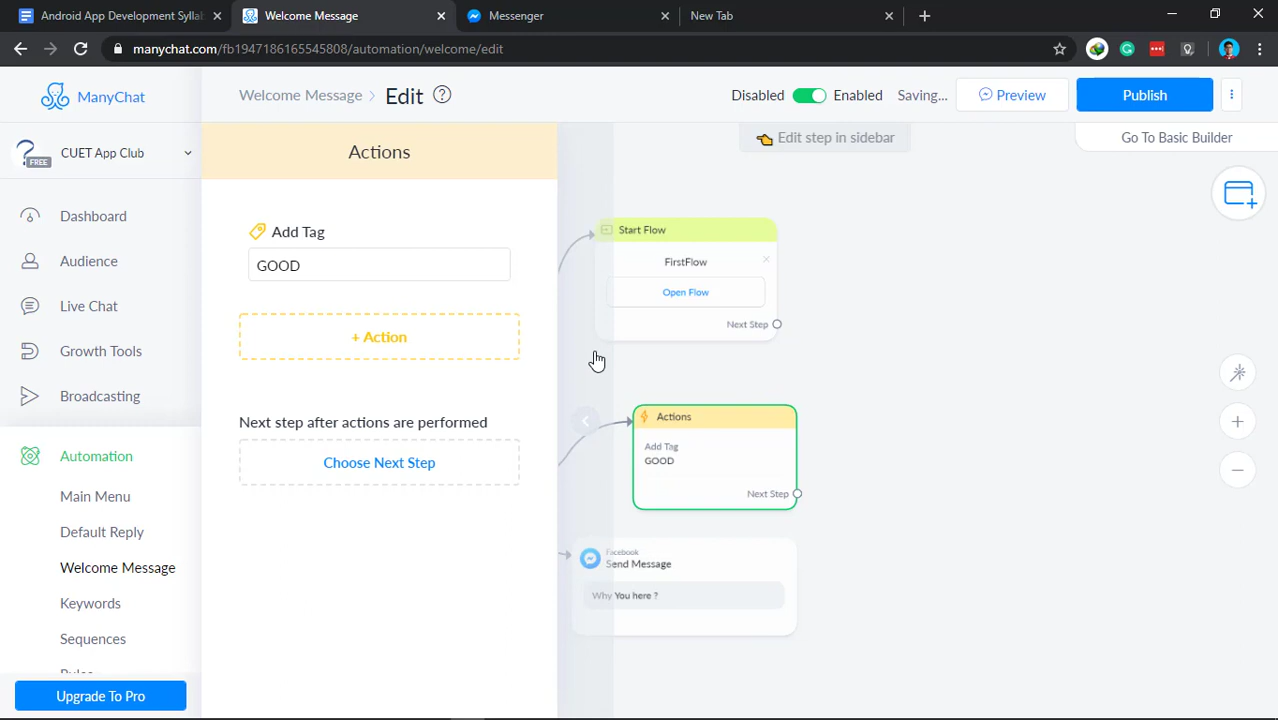 Android App Development Syllab
Welcome Message
Messenger
New Tab
manychat.com/fb1947186165545808/automation/welcome/edit
ManyChat
Welcome Message
Edit
Disabled
Enabled
Saving...
Preview
Publish
FREE
CUET App Club
Actions
Edit step in sidebar
Go To Basic Builder
Dashboard
Audience
Live Chat
Growth Tools
Broadcasting
Automation
Main Menu
Default Reply
Welcome Message
Keywords
Sequences
Rules
Upgrade To Pro
Add Tag
GOOD
+ Action
Next step after actions are performed
Choose Next Step
Start Flow
FirstFlow
Open Flow
Next Step
Actions
Add Tag
GOOD
Next Step
Facebook
Send Message
Why You here ?